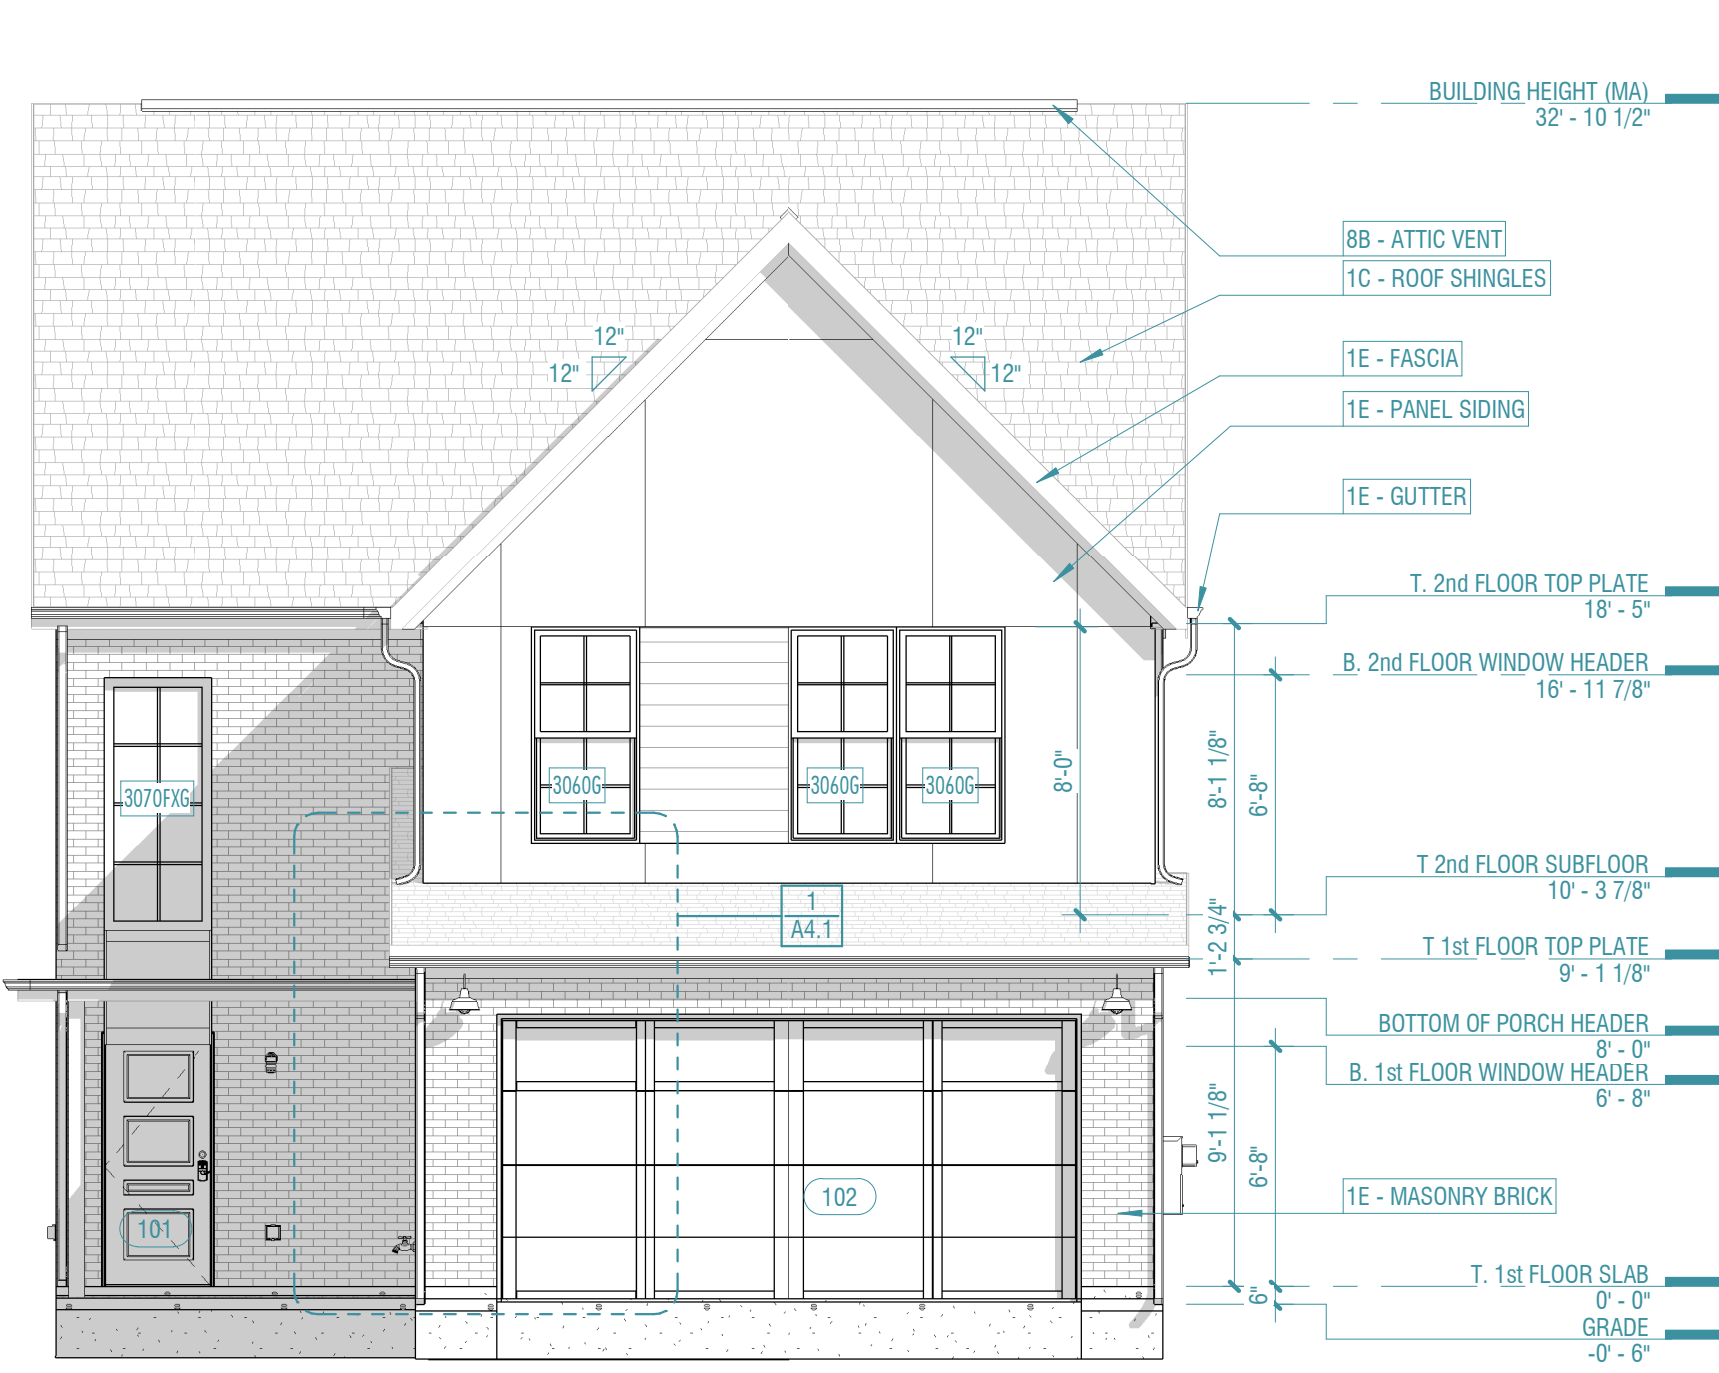 BUILDING HEIGHT (MA)
32' - 10 1/2"
8B - ATTIC VENT
1C - ROOF SHINGLES
12"
12"
12"
12"
1E - FASCIA
1E - PANEL SIDING
1E - GUTTER
T. 2nd FLOOR TOP PLATE
18' - 5"
B. 2nd FLOOR WINDOW HEADER
16' - 11 7/8"
8'-0"
8'-1 1/8"
6'-8"
3070FXG
3060G
3060G
3060G
T 2nd FLOOR SUBFLOOR
10' - 3 7/8"
1
A4.1
1'-2 3/4"
T 1st FLOOR TOP PLATE
9' - 1 1/8"
BOTTOM OF PORCH HEADER
8' - 0"
B. 1st FLOOR WINDOW HEADER
6' - 8"
9'-1 1/8"
6'-8"
1E - MASONRY BRICK
101
102
T. 1st FLOOR SLAB
0' - 0"
6"
GRADE
-0' - 6"